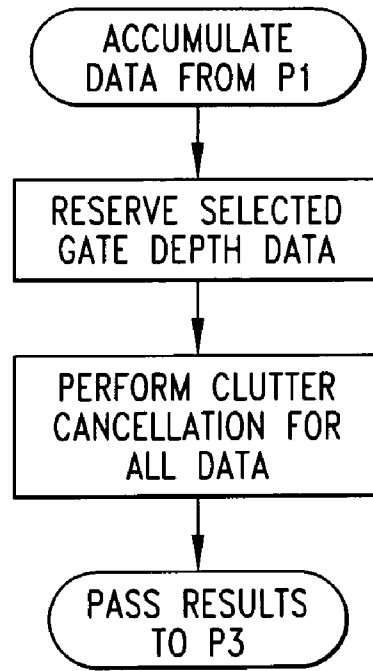 ACCUMULATE
DATA FROM P1
RESERVE SELECTED
GATE DEPTH DATA
PERFORM CLUTTER
CANCELLATION FOR
ALL DATA
PASS RESULTS
TO P3